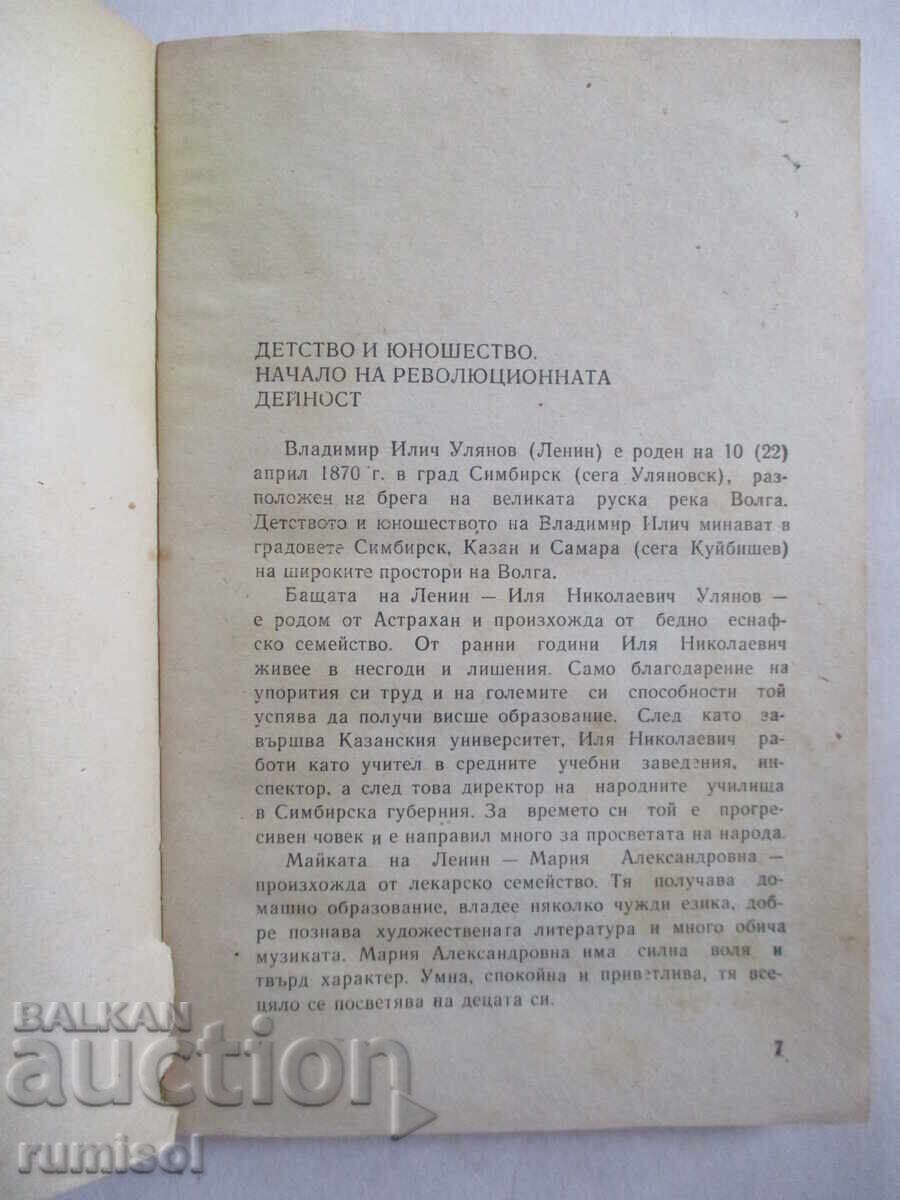 ДЕТСТВО И ЮНОШЕСТВО.
НАЧАЛО НА РЕВОЛЮЦИОННАТА
ДЕЙНОСТ
Владимир Илич Улянов (Ленин) е роден на 10 (22)
април 1870 г. в град Симбирск (сега Уляновск), раз-
положен на брега на великата руска река Волга.
Детството и юношеството на Владимир Илич минават в
градовете Симбирск, Казан и Самара (сега Куйбишев)
на широките простори на Волга.
Бащата на Ленин — Иля Николаевич Улянов —
е родом от Астрахан и произхожда от бедно еснаф-
ско семейство. От ранни години Иля Николаевич
живее в несгоди и лишения. Само благодарение на
упорития си труд и на големите си способности той
успява да получи висше образование. След като за-
вършва Казанския университет, Иля Николаевич ра-
боти като учител в средните учебни заведения, ин-
спектор, а след това директор на народните училища
в Симбирска губерния. За времето си той е прогре-
сивен човек и е направил много за просветата на народа.
Майката на Ленин — Мария Александровна —
произхожда от лекарско семейство. Тя получава до-
машно образование, владее няколко чужди езика, доб-
ре познава художествената литература и много обича
музиката. Мария Александровна има силна воля и
твърд характер. Умна, спокойна и приветлива, тя все-
цяло се посветява на децата си.
7
BALKAN
auction
rumisol